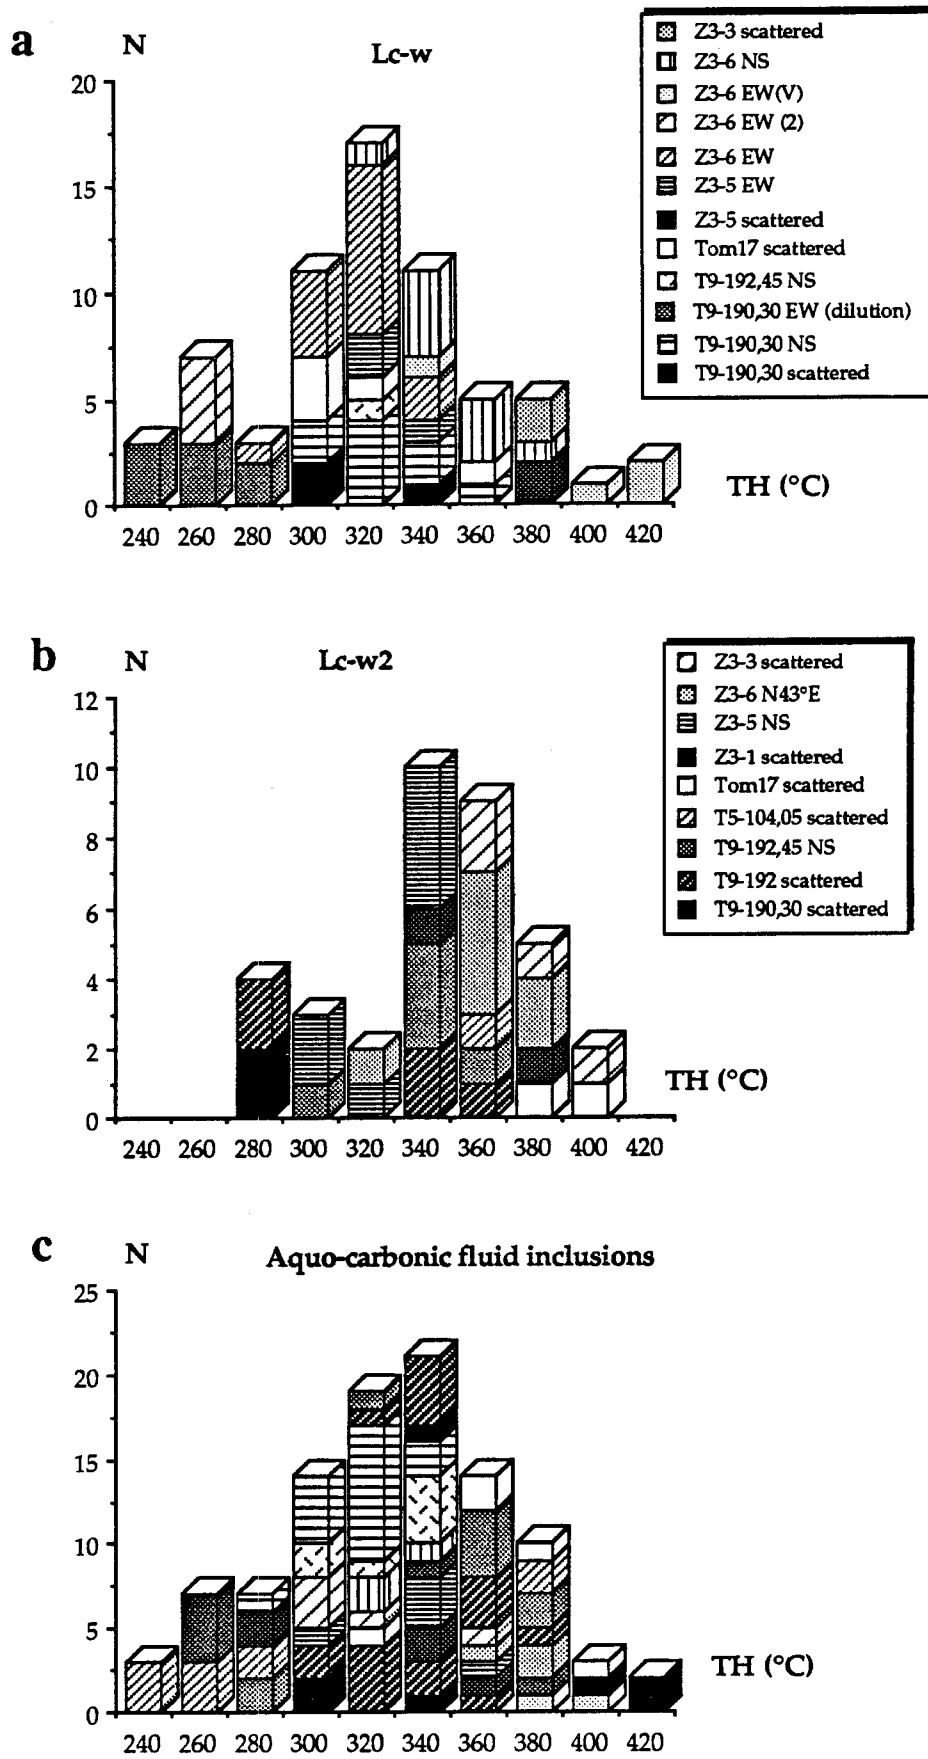 a
N
Lc-w
20
15
10
5
0
240 260 280 300 320 340 360 380 400 420
TH (°C)
Z3-3 scattered
Z3-6 NS
Z3-6 EW(V)
Z3-6 EW (2)
Z3-6 EW
Z3-5 EW
Z3-5 scattered
Tom17 scattered
T9-192,45 NS
T9-190,30 EW (dilution)
T9-190,30 NS
T9-190,30 scattered
b
N
Lc-w2
12
10
8
6
4
2
0
240 260 280 300 320 340 360 380 400 420
TH (°C)
Z3-3 scattered
Z3-6 N43°E
Z3-5 NS
Z3-1 scattered
Tom17 scattered
T5-104,05 scattered
T9-192,45 NS
T9-192 scattered
T9-190,30 scattered
c
N
Aquo-carbonic fluid inclusions
25
20
15
10
5
0
240 260 280 300 320 340 360 380 400 420
TH (°C)